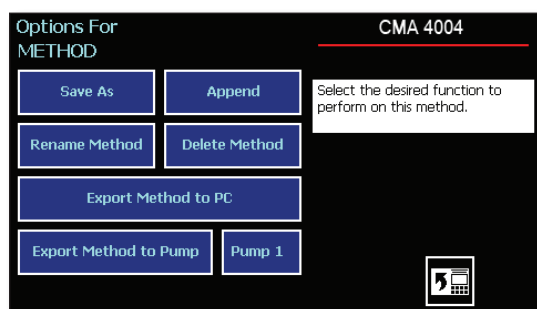 Options For
METHOD
CMA 4004
Save As
Append
Select the desired function to
perform on this method.
Rename Method
Delete Method
Export Method to PC
Export Method to Pump
Pump 1